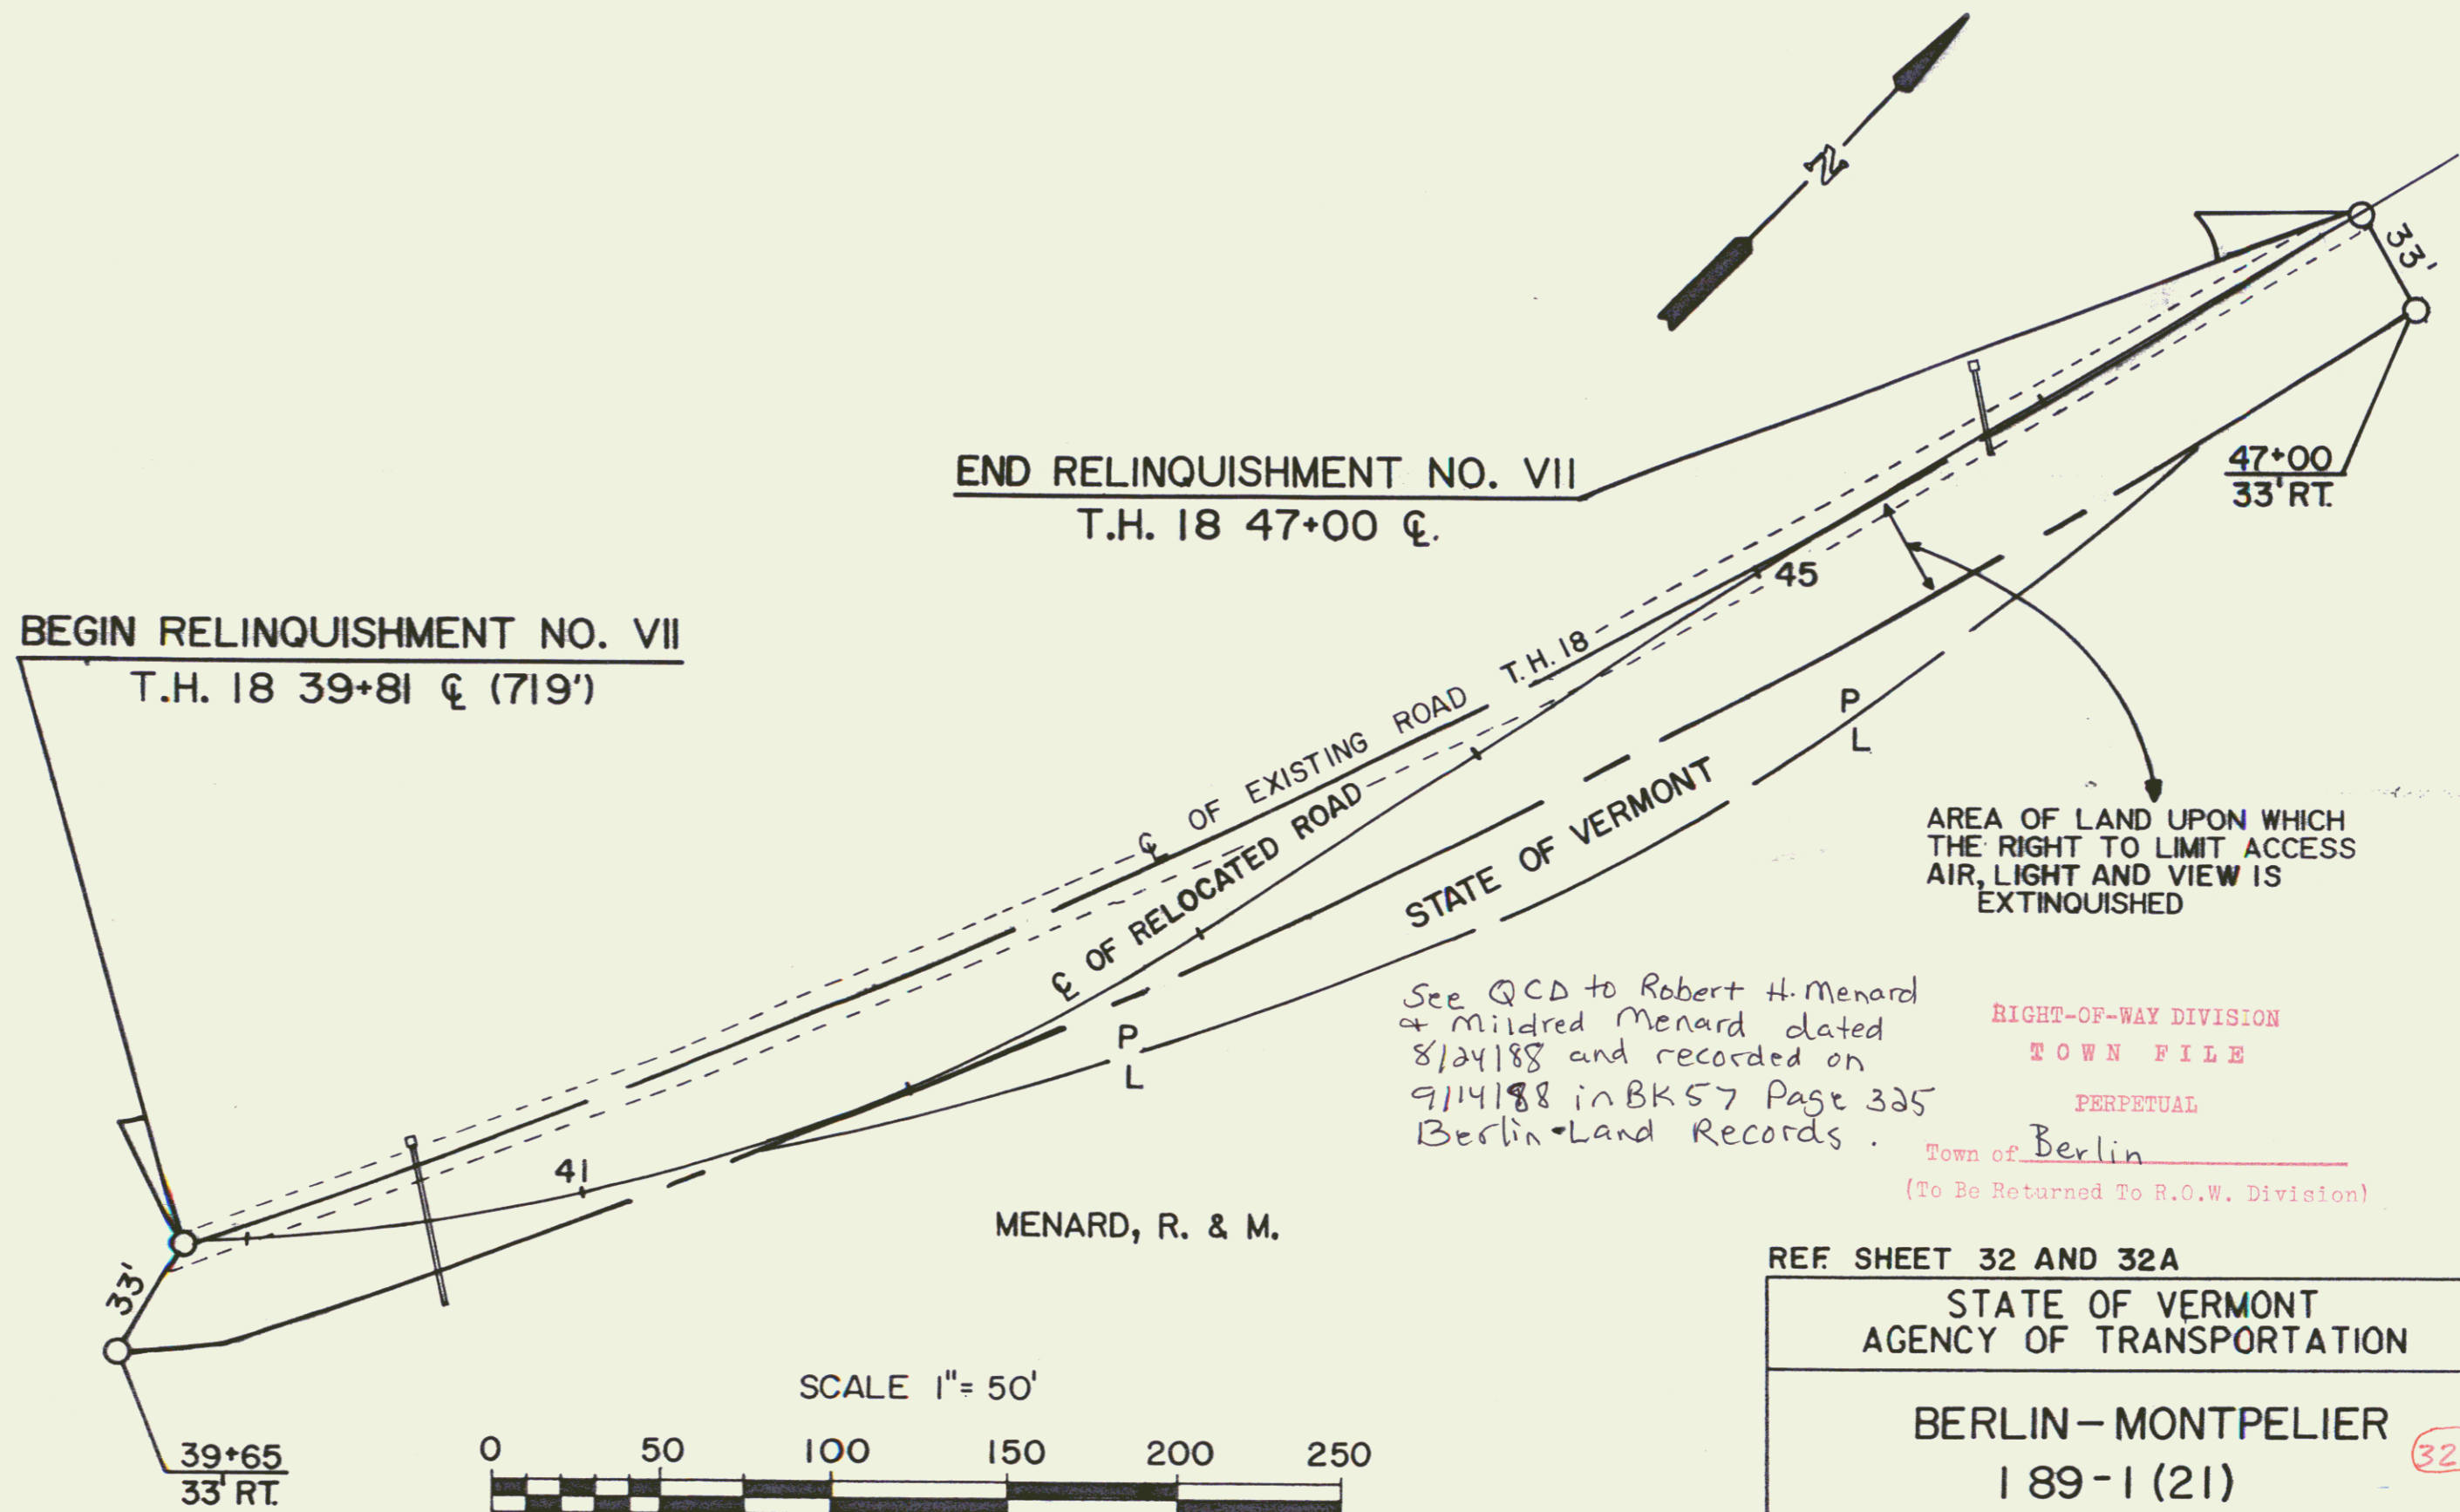 N
33'
47+00
33' RT.
END RELINQUISHMENT NO. VII
T.H. 18 47+00 ℄.
45
BEGIN RELINQUISHMENT NO. VII
T.H. 18 39+81 ℄ (719')
℄ OF EXISTING ROAD T.H. 18
℄ OF RELOCATED ROAD
STATE OF VERMONT
P
L
AREA OF LAND UPON WHICH
THE RIGHT TO LIMIT ACCESS
AIR, LIGHT AND VIEW IS
EXTINQUISHED
P
L
41
33'
39+65
33' RT.
MENARD, R. & M.
See QCD to Robert H. Menard
& Mildred Menard dated
8/24/88 and recorded on
9/14/88 in BK 57 Page 325
Berlin Land Records.
RIGHT-OF-WAY DIVISION
TOWN FILE
PERPETUAL
Town of Berlin
(To Be Returned To R.O.W. Division)
REF. SHEET 32 AND 32A
STATE OF VERMONT
AGENCY OF TRANSPORTATION
BERLIN-MONTPELIER
I 89-1(21)
32
SCALE 1"= 50'
0 50 100 150 200 250